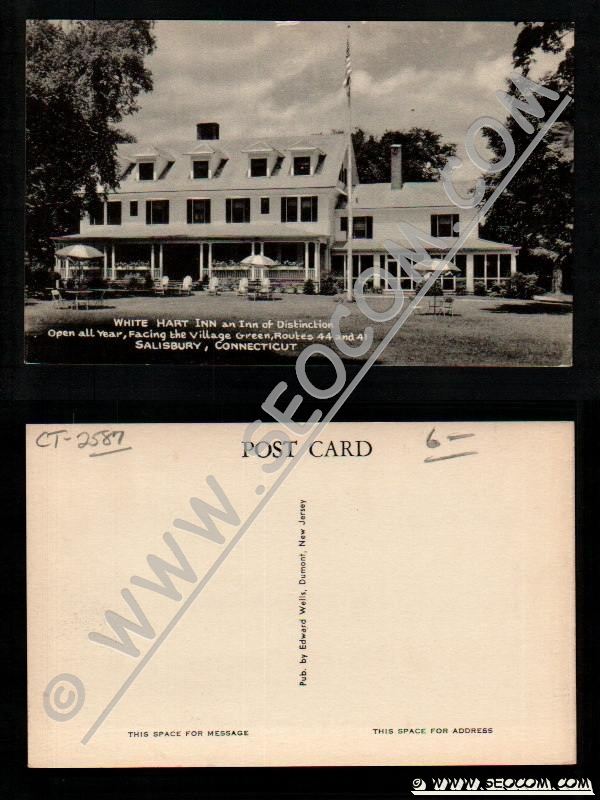 WHITE HART INN an Inn of Distinction
Open all Year, Facing the Village Green, Routes 44 and 41
SALISBURY, CONNECTICUT
CT-2587
POST CARD
6-
Pub. by Edward Wells, Dumont, New Jersey
THIS SPACE FOR MESSAGE
THIS SPACE FOR ADDRESS
© WWW.SEOCOM.COM
© WWW.SEOCOM.COM